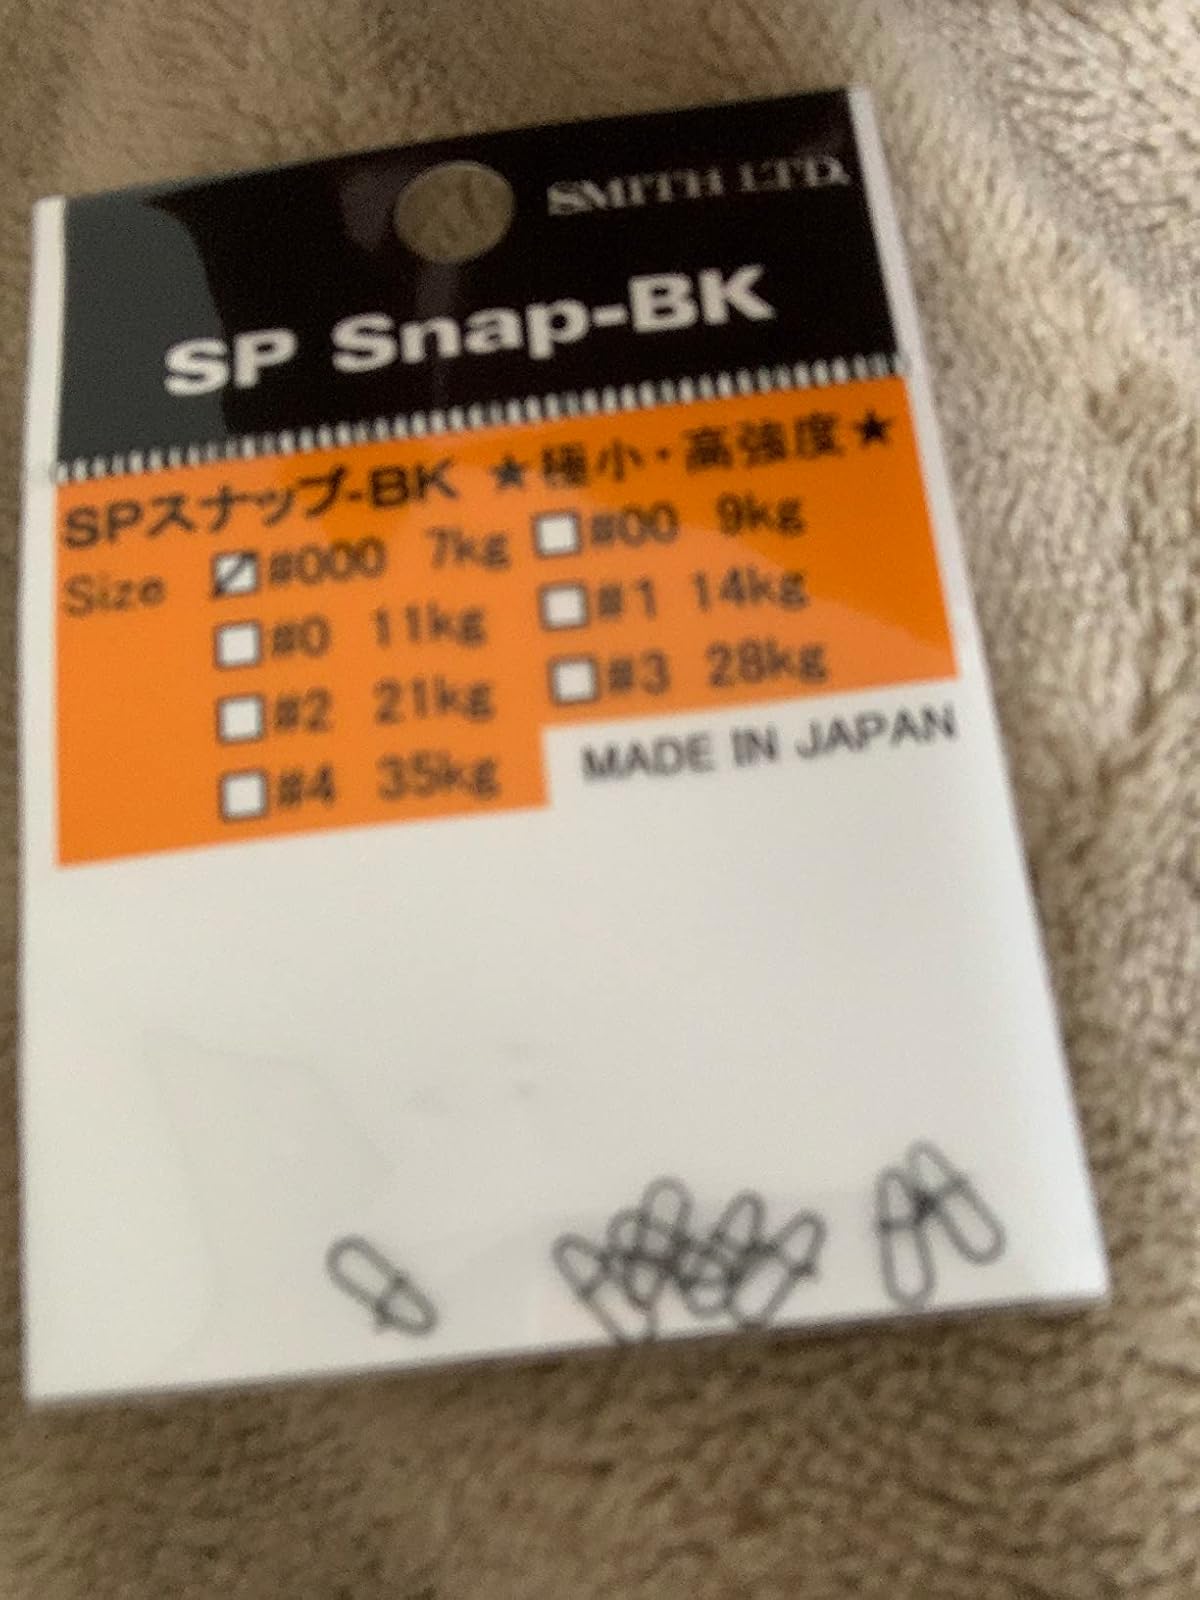 SMITH LTD.
SP Snap-BK
SPスナップ-BK ★極小・高強度★
Size #000 7kg #00 9kg
#0 11kg #1 14kg
#2 21kg #3 28kg
#4 35kg
MADE IN JAPAN